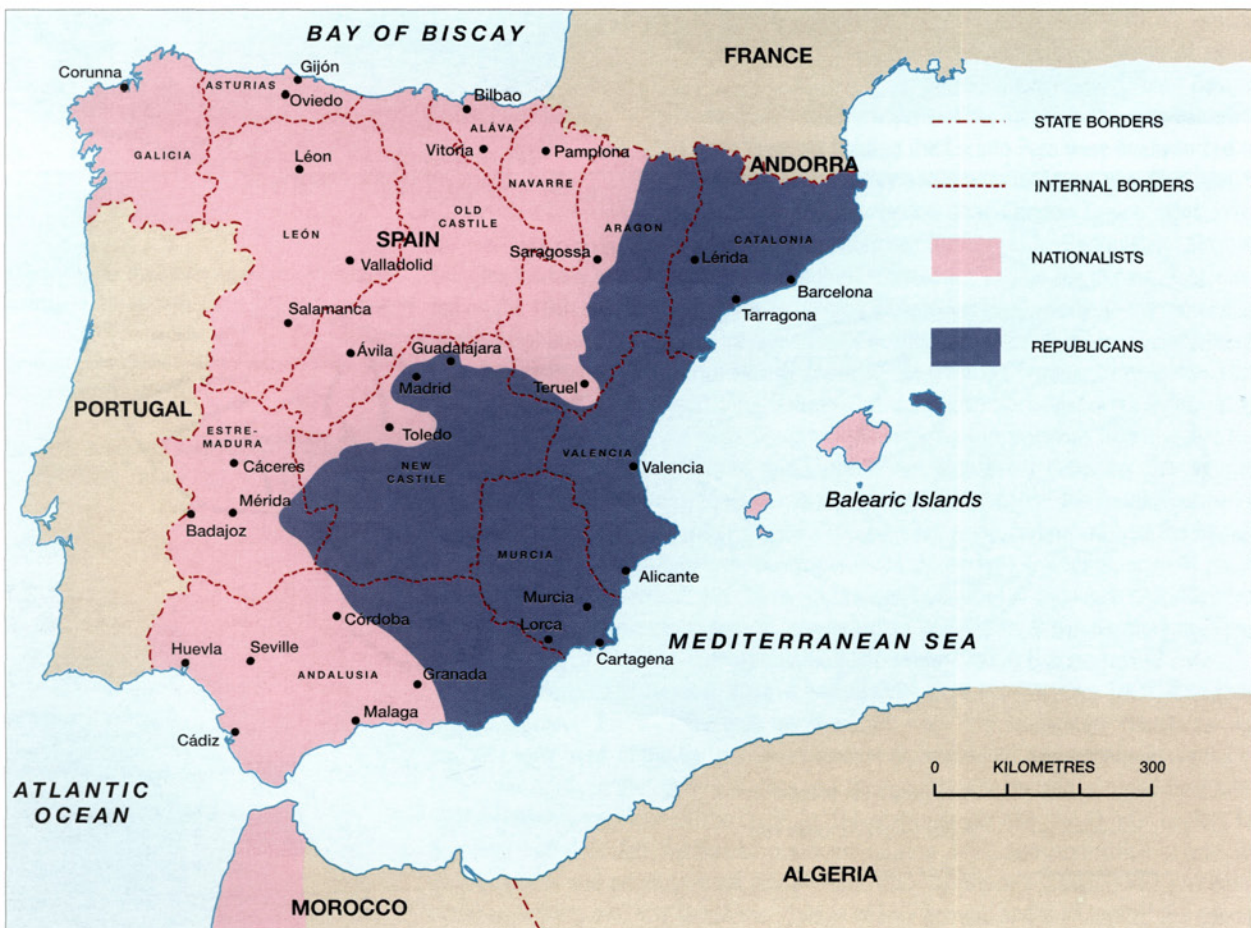 BAY OF BISCAY
FRANCE
Corunna
Gijón
ASTURIAS
Oviedo
Bilbao
ALÁVA
Vitoria
Pamplona
GALICIA
Léon
NAVARRE
ANDORRA
OLD
CASTILE
ARAGON
LEÓN
SPAIN
CATALONIA
Saragossa
Lérida
Valladolid
Barcelona
Tarragona
Salamanca
Ávila
Guadalajara
Madrid
Teruel
PORTUGAL
ESTRE-
MADURA
Toledo
Cáceres
NEW
CASTILE
VALENCIA
Valencia
Balearic Islands
Mérida
Badajoz
MURCIA
Alicante
Murcia
Córdoba
Lorca
Cartagena
MEDITERRANEAN SEA
Huevla
Seville
ANDALUSIA
Granada
Malaga
Cádiz
ATLANTIC
OCEAN
MOROCCO
ALGERIA
STATE BORDERS
INTERNAL BORDERS
NATIONALISTS
REPUBLICANS
0 KILOMETRES 300